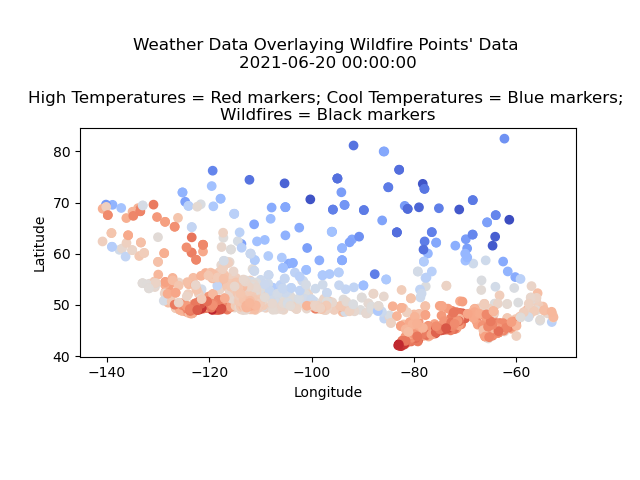 Weather Data Overlaying Wildfire Points' Data
2021-06-20 00:00:00
High Temperatures = Red markers; Cool Temperatures = Blue markers;
Wildfires = Black markers
80
70
60
50
40
Latitude
−140 −120 −100 −80 −60
Longitude